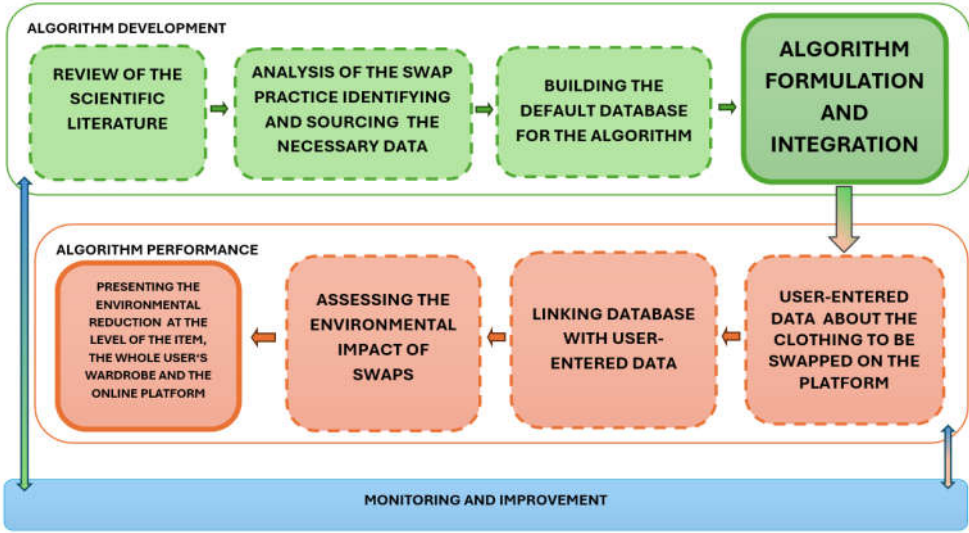 ALGORITHM DEVELOPMENT
REVIEW OF THE
SCIENTIFIC
LITERATURE
ANALYSIS OF THE SWAP
PRACTICE IDENTIFYING
AND SOURCING THE
NECESSARY DATA
BUILDING THE
DEFAULT DATABASE
FOR THE ALGORITHM
ALGORITHM
FORMULATION
AND
INTEGRATION
ALGORITHM PERFORMANCE
PRESENTING THE
ENVIRONMENTAL
REDUCTION AT THE
LEVEL OF THE ITEM,
THE WHOLE USER'S
WARDROBE AND THE
ONLINE PLATFORM
ASSESSING THE
ENVIRONMENTAL
IMPACT OF
SWAPS
LINKING DATABASE
WITH USER-
ENTERED DATA
USER-ENTERED
DATA ABOUT THE
CLOTHING TO BE
SWAPPED ON THE
PLATFORM
MONITORING AND IMPROVEMENT